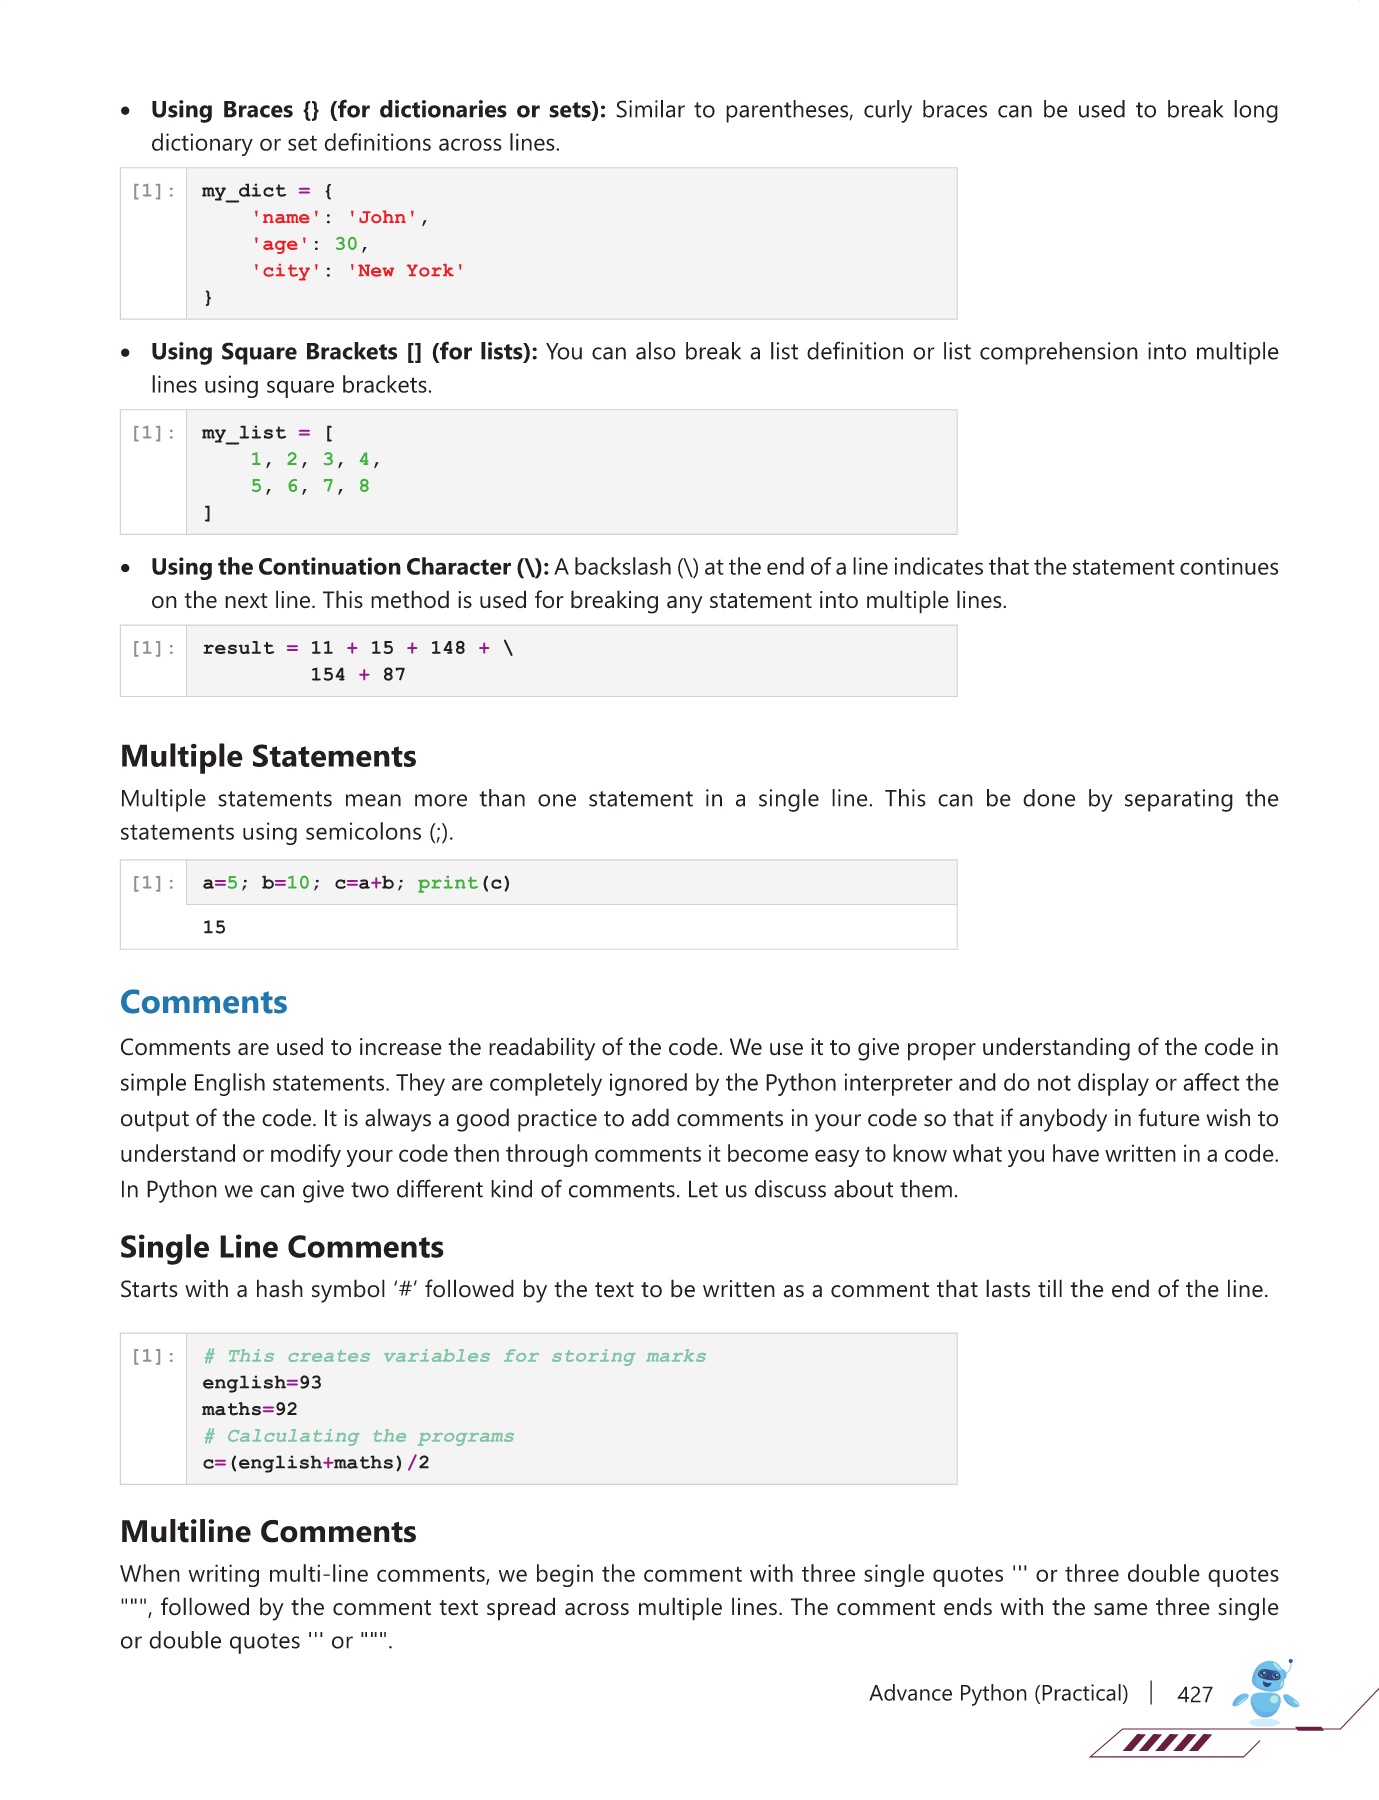 • Using Braces {} (for dictionaries or sets): Similar to parentheses, curly braces can be used to break long
dictionary or set definitions across lines.
[1]: my_dict = {
    'name': 'John',
    'age': 30,
    'city': 'New York'
}
• Using Square Brackets [] (for lists): You can also break a list definition or list comprehension into multiple
lines using square brackets.
[1]: my_list = [
    1, 2, 3, 4,
    5, 6, 7, 8
]
• Using the Continuation Character (\): A backslash (\) at the end of a line indicates that the statement continues
on the next line. This method is used for breaking any statement into multiple lines.
[1]: result = 11 + 15 + 148 + \
         154 + 87
Multiple Statements
Multiple statements mean more than one statement in a single line. This can be done by separating the
statements using semicolons (;).
[1]: a=5; b=10; c=a+b; print(c)
15
Comments
Comments are used to increase the readability of the code. We use it to give proper understanding of the code in
simple English statements. They are completely ignored by the Python interpreter and do not display or affect the
output of the code. It is always a good practice to add comments in your code so that if anybody in future wish to
understand or modify your code then through comments it become easy to know what you have written in a code.
In Python we can give two different kind of comments. Let us discuss about them.
Single Line Comments
Starts with a hash symbol ‘#’ followed by the text to be written as a comment that lasts till the end of the line.
[1]: # This creates variables for storing marks
english=93
maths=92
# Calculating the programs
c=(english+maths)/2
Multiline Comments
When writing multi-line comments, we begin the comment with three single quotes ''' or three double quotes
""", followed by the comment text spread across multiple lines. The comment ends with the same three single
or double quotes ''' or """.
Advance Python (Practical) | 427